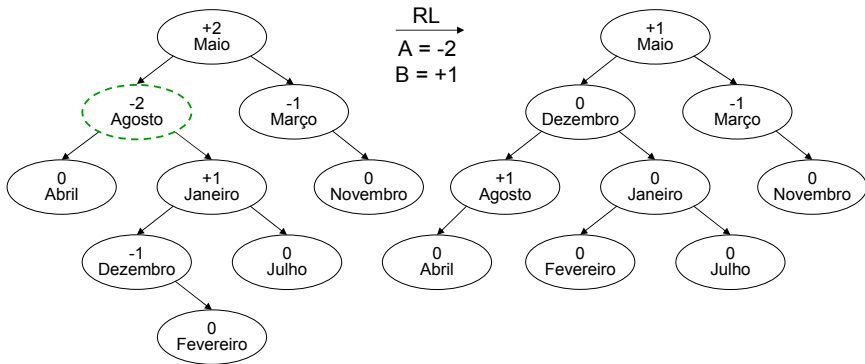 +2
Maio
-2
Agosto
-1
Março
0
Abril
+1
Janeiro
0
Novembro
-1
Dezembro
0
Julho
0
Fevereiro
RL
A = -2
B = +1
+1
Maio
0
Dezembro
-1
Março
+1
Agosto
0
Janeiro
0
Novembro
0
Abril
0
Fevereiro
0
Julho